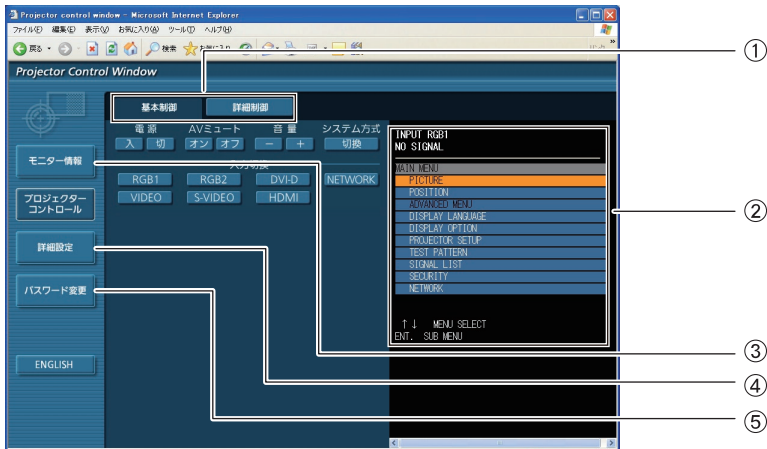 Projector control window - Microsoft Internet Explorer
ファイル(F) 編集(E) 表示(V) お気に入り(A) ツール(T) ヘルプ(H)
戻る 検索 お気に入り
Projector Control Window
基本制御 詳細制御
電源 AVミュート 音量 システム方式
入 切 オン オフ - + 切換
入力切換
RGB1 RGB2 DVI-D NETWORK
VIDEO S-VIDEO HDMI
モニター情報
プロジェクター
コントロール
詳細設定
パスワード変更
ENGLISH
INPUT RGB1
NO SIGNAL
MAIN MENU
PICTURE
POSITION
ADVANCED MENU
DISPLAY LANGUAGE
DISPLAY OPTION
PROJECTOR SETUP
TEST PATTERN
SIGNAL LIST
SECURITY
NETWORK
↑↓ MENU SELECT
ENT. SUB MENU
①
②
③
④
⑤